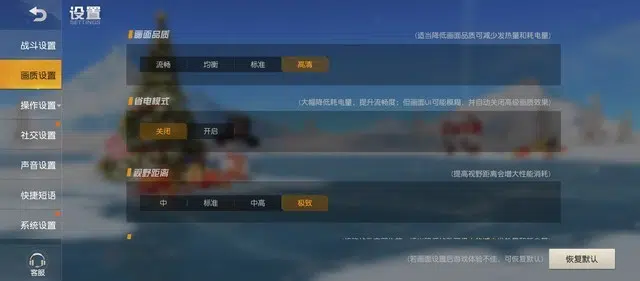 设置
SETTINGS
战斗设置
画质设置
操作设置
社交设置
声音设置
快捷短语
系统设置
客服
画面品质
(适当降低画面品质可减少发热量和耗电量)
流畅 均衡 标准 高清
省电模式
(大幅降低耗电量，提升流畅度；但画面UI可能模糊，并自动关闭高级画质效果)
关闭 开启
视野距离
(提高视野距离会增大性能消耗)
中 标准 中高 极致
(若画面设置后游戏体验不佳，可恢复默认)
恢复默认